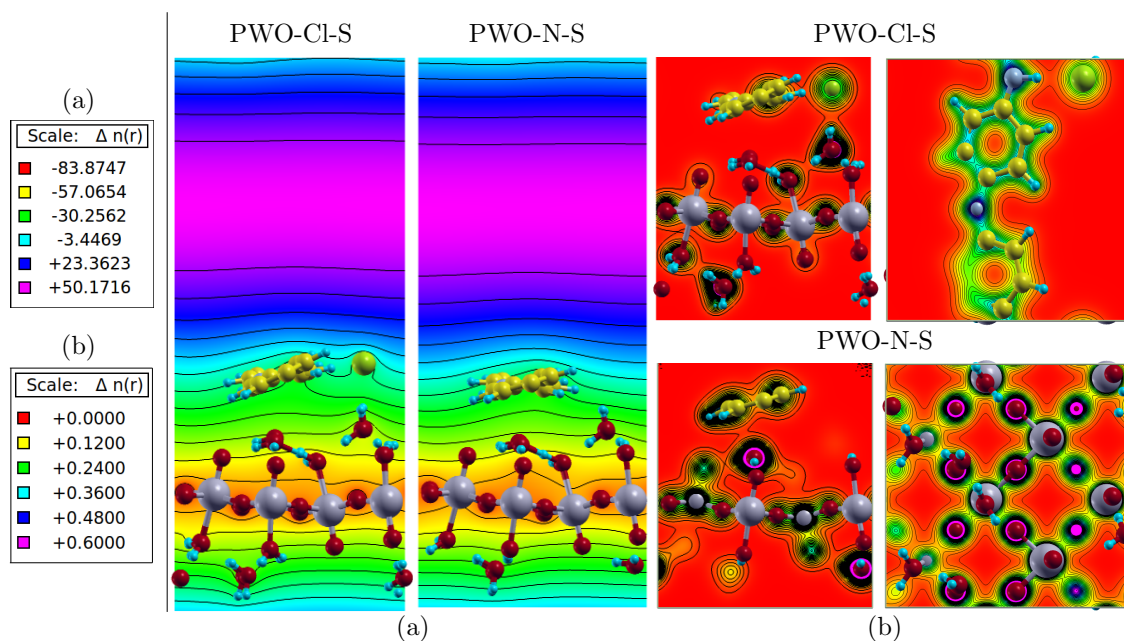 PWO-Cl-S
PWO-N-S
PWO-Cl-S
(a)
Scale: Δ n(r)
-83.8747
-57.0654
-30.2562
-3.4469
+23.3623
+50.1716
PWO-N-S
(b)
Scale: Δ n(r)
+0.0000
+0.1200
+0.2400
+0.3600
+0.4800
+0.6000
(a)
(b)